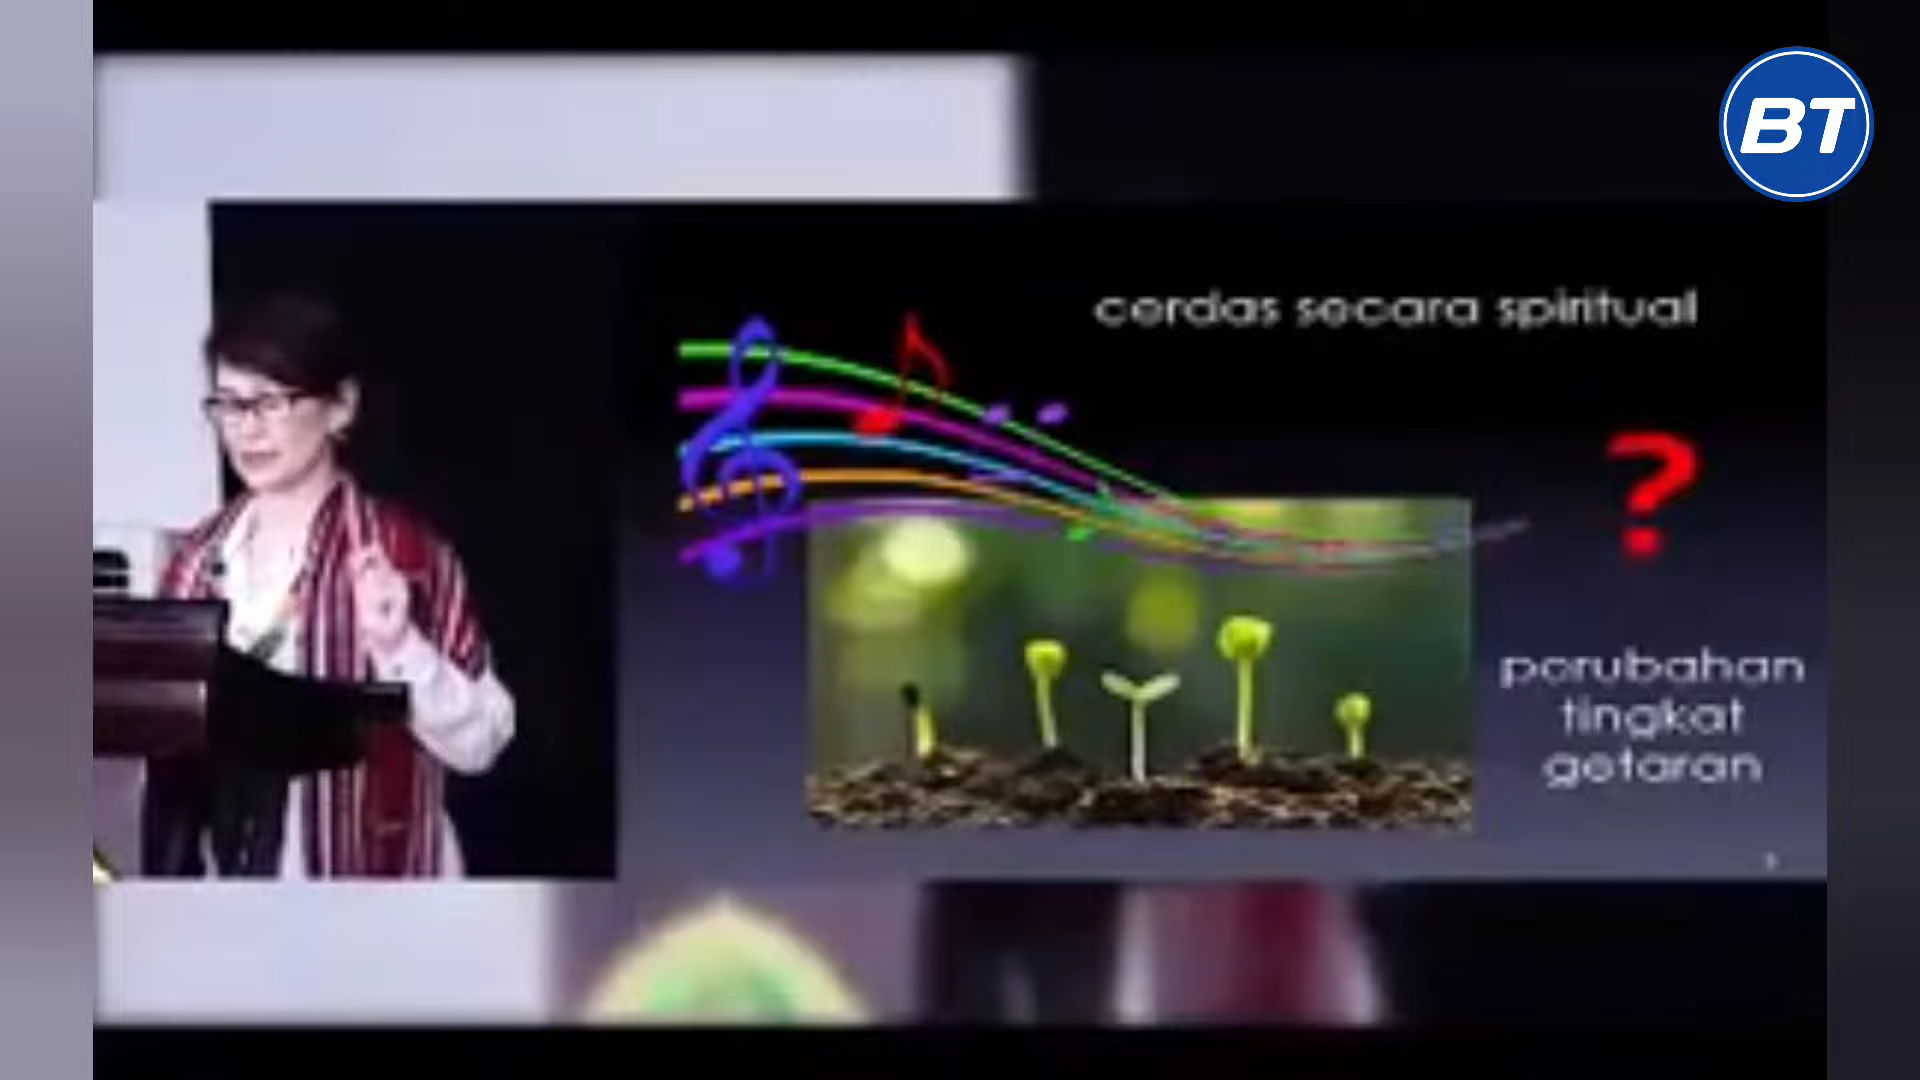 BT
cerdas secara spiritual
?
perubahan
tingkat
getaran